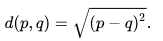 d(p,q) = √(p − q)².